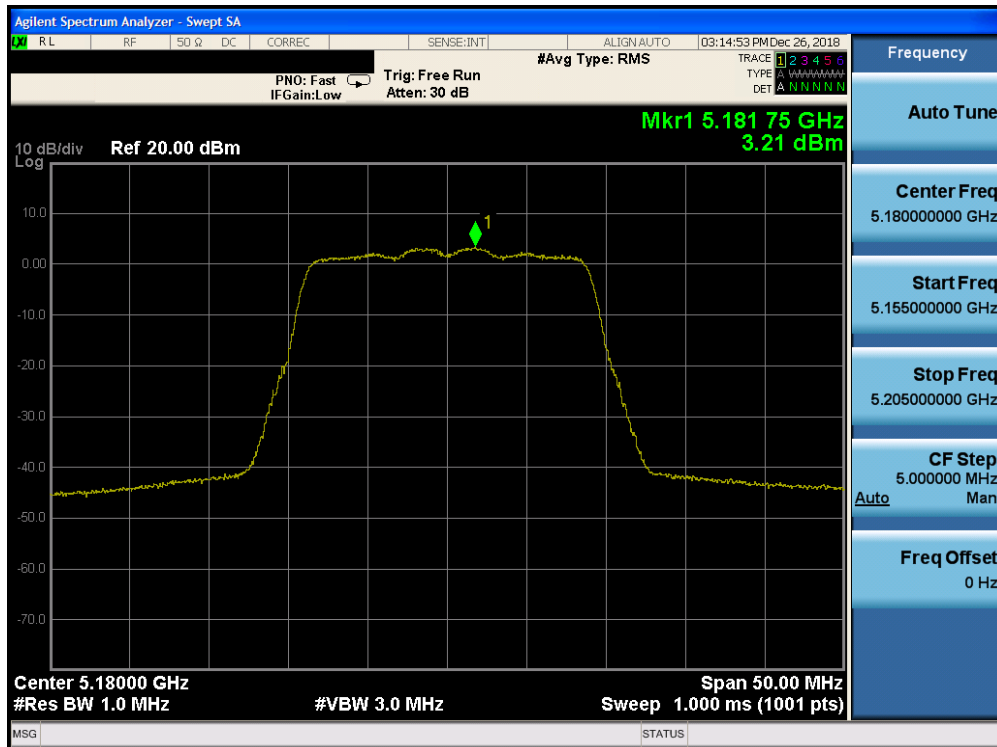 Agilent Spectrum Analyzer - Swept SA
LXI RL RF 50 Ω DC CORREC SENSE:INT ALIGN AUTO 03:14:53 PM Dec 26, 2018
#Avg Type: RMS TRACE 1 2 3 4 5 6
PNO: Fast Trig: Free Run TYPE A WWWWW
IFGain:Low Atten: 30 dB DET A N N N N N
Mkr1 5.181 75 GHz
3.21 dBm
10 dB/div Ref 20.00 dBm
Log
1
10.0
0.00
-10.0
-20.0
-30.0
-40.0
-50.0
-60.0
-70.0
Center 5.18000 GHz Span 50.00 MHz
#Res BW 1.0 MHz #VBW 3.0 MHz Sweep 1.000 ms (1001 pts)
MSG STATUS
Frequency
Auto Tune
Center Freq
5.180000000 GHz
Start Freq
5.155000000 GHz
Stop Freq
5.205000000 GHz
CF Step
5.000000 MHz
Auto Man
Freq Offset
0 Hz